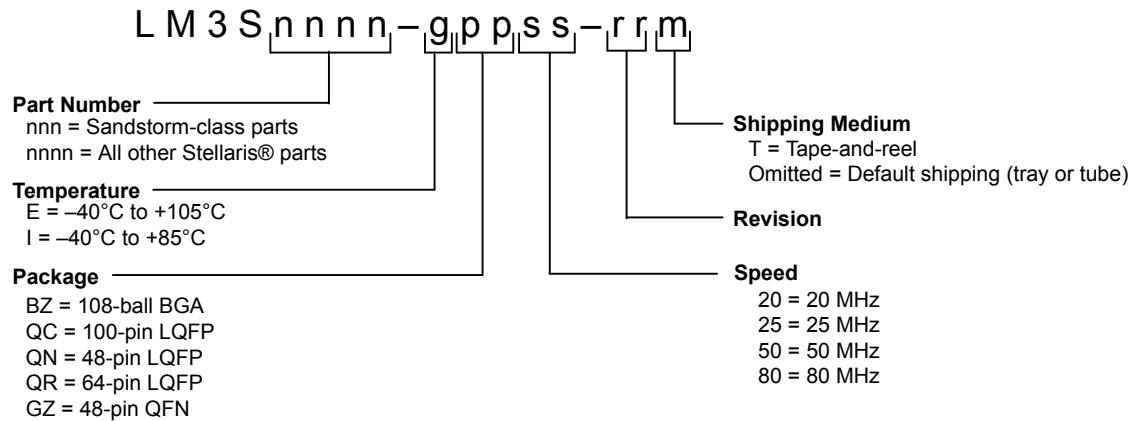 LM3Snnnn–gppss–rrm
Part Number
nnn = Sandstorm-class parts
nnnn = All other Stellaris® parts
Temperature
E = –40°C to +105°C
I = –40°C to +85°C
Package
BZ = 108-ball BGA
QC = 100-pin LQFP
QN = 48-pin LQFP
QR = 64-pin LQFP
GZ = 48-pin QFN
Shipping Medium
T = Tape-and-reel
Omitted = Default shipping (tray or tube)
Revision
Speed
20 = 20 MHz
25 = 25 MHz
50 = 50 MHz
80 = 80 MHz